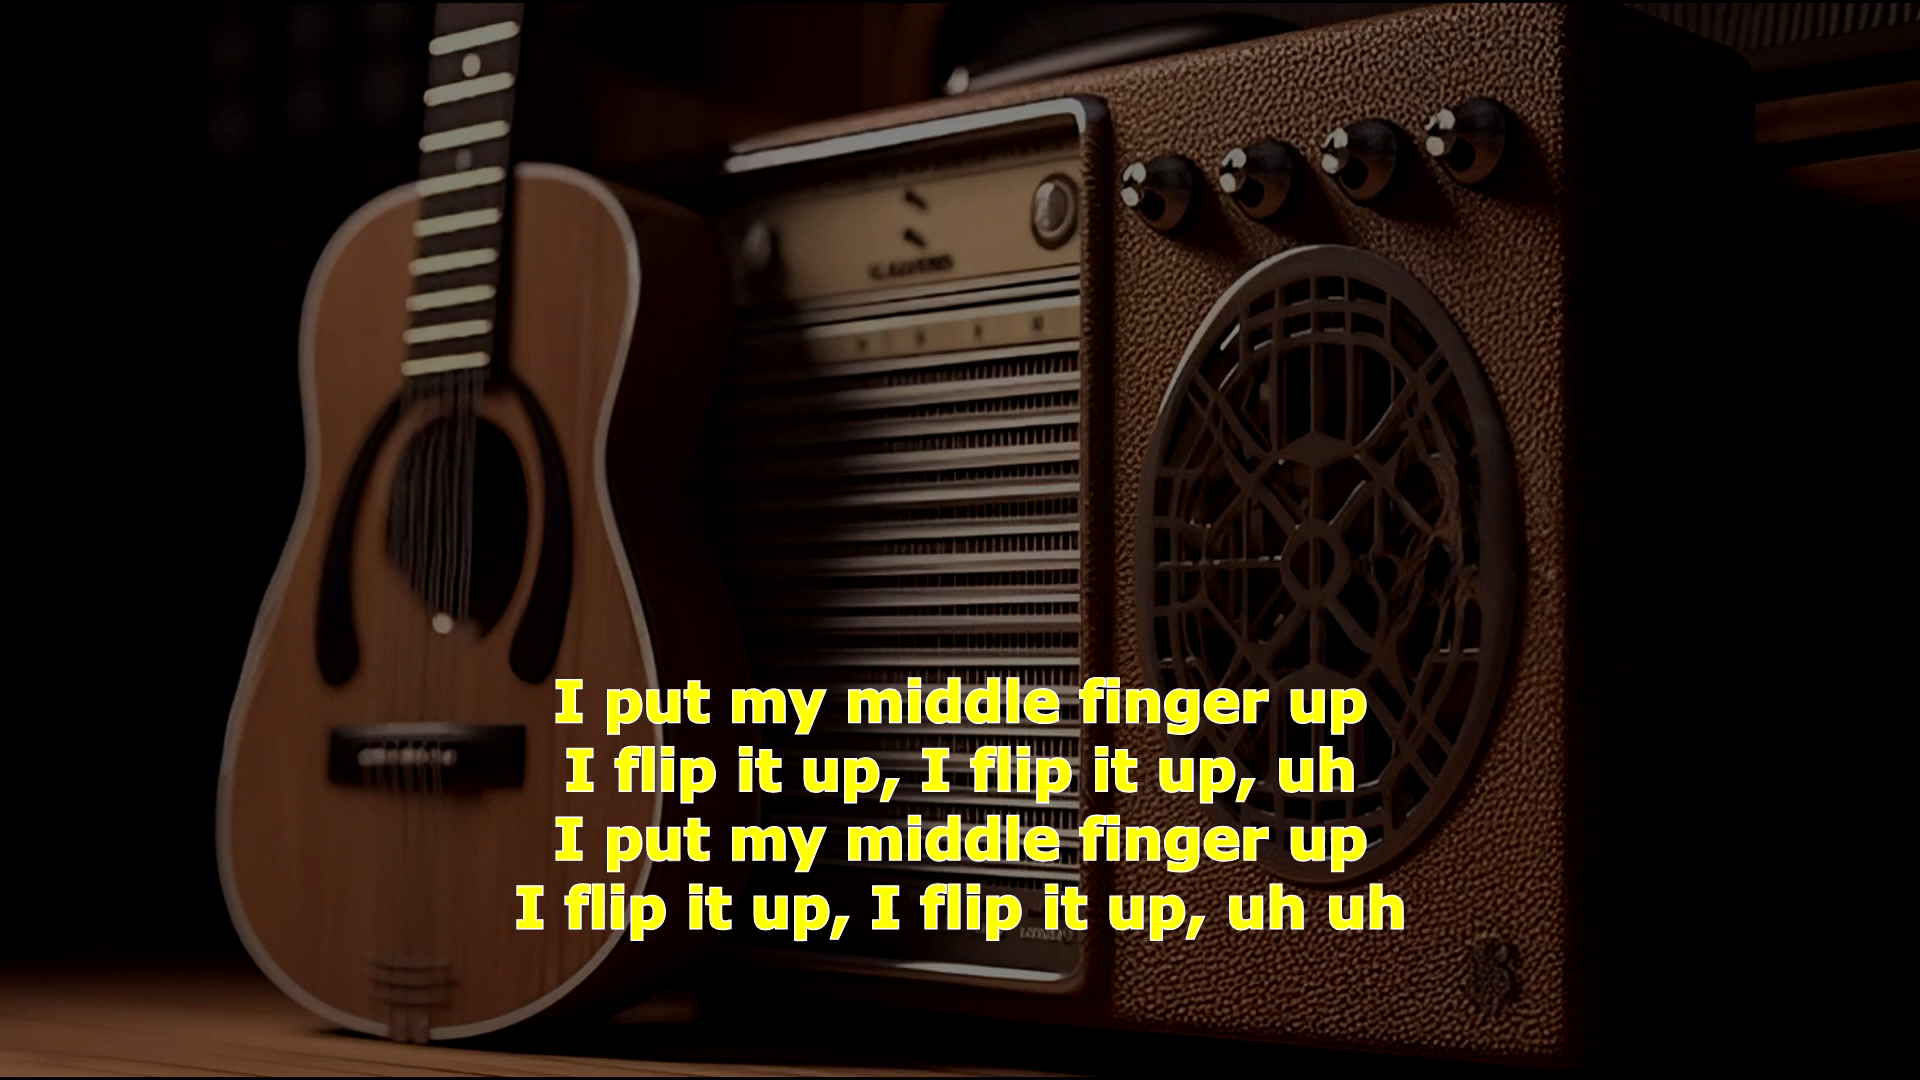 I put my middle finger up
I flip it up, I flip it up, uh
I put my middle finger up
I flip it up, I flip it up, uh uh